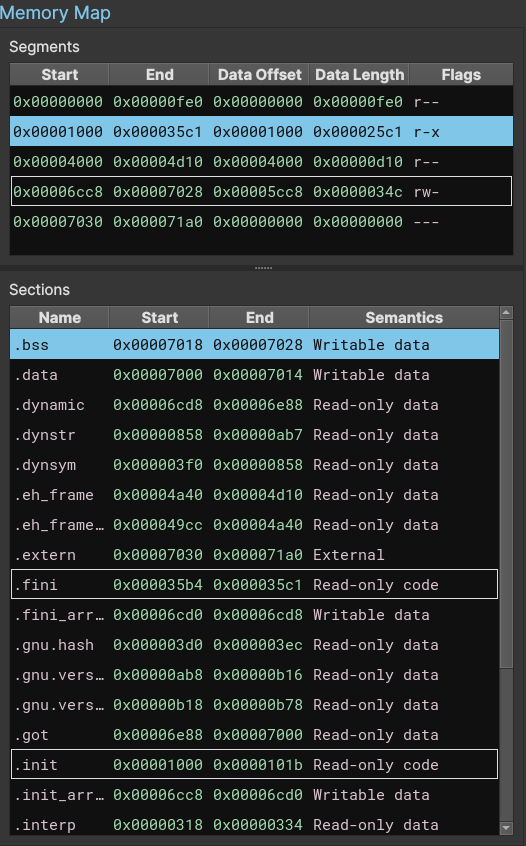 Memory Map
Segments
Start End Data Offset Data Length Flags
0x00000000 0x00000fe0 0x00000000 0x00000fe0 r--
0x00001000 0x000035c1 0x00001000 0x000025c1 r-x
0x00004000 0x00004d10 0x00004000 0x00000d10 r--
0x00006cc8 0x00007028 0x00005cc8 0x0000034c rw-
0x00007030 0x000071a0 0x00000000 0x00000000 ---
Sections
Name Start End Semantics
.bss 0x00007018 0x00007028 Writable data
.data 0x00007000 0x00007014 Writable data
.dynamic 0x00006cd8 0x00006e88 Read-only data
.dynstr 0x00000858 0x00000ab7 Read-only data
.dynsym 0x000003f0 0x00000858 Read-only data
.eh_frame 0x00004a40 0x00004d10 Read-only data
.eh_frame… 0x000049cc 0x00004a40 Read-only data
.extern 0x00007030 0x000071a0 External
.fini 0x000035b4 0x000035c1 Read-only code
.fini_arr… 0x00006cd0 0x00006cd8 Writable data
.gnu.hash 0x000003d0 0x000003ec Read-only data
.gnu.vers… 0x00000ab8 0x00000b16 Read-only data
.gnu.vers… 0x00000b18 0x00000b78 Read-only data
.got 0x00006e88 0x00007000 Read-only data
.init 0x00001000 0x0000101b Read-only code
.init_arr… 0x00006cc8 0x00006cd0 Writable data
.interp 0x00000318 0x00000334 Read-only data